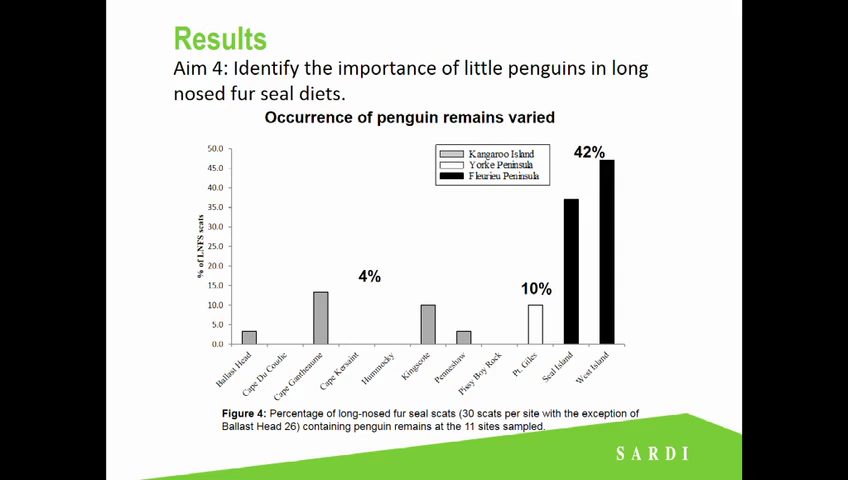 Results
Aim 4: Identify the importance of little penguins in long
nosed fur seal diets.
Occurrence of penguin remains varied
50.0
45.0
40.0
35.0
30.0
25.0
20.0
15.0
10.0
5.0
0.0
% of LNFS scats
Kangaroo Island
Yorke Peninsula
Fleurieu Peninsula
42%
4%
10%
Ballast Head
Cape Du Coudic
Cape Gantheaume
Cape Kersaint
Hummocky
Kingscote
Penneshaw
Pissy Boy Rock
Pt. Giles
Seal Island
West Island
Figure 4: Percentage of long-nosed fur seal scats (30 scats per site with the exception of
Ballast Head 26) containing penguin remains at the 11 sites sampled.
SARDI